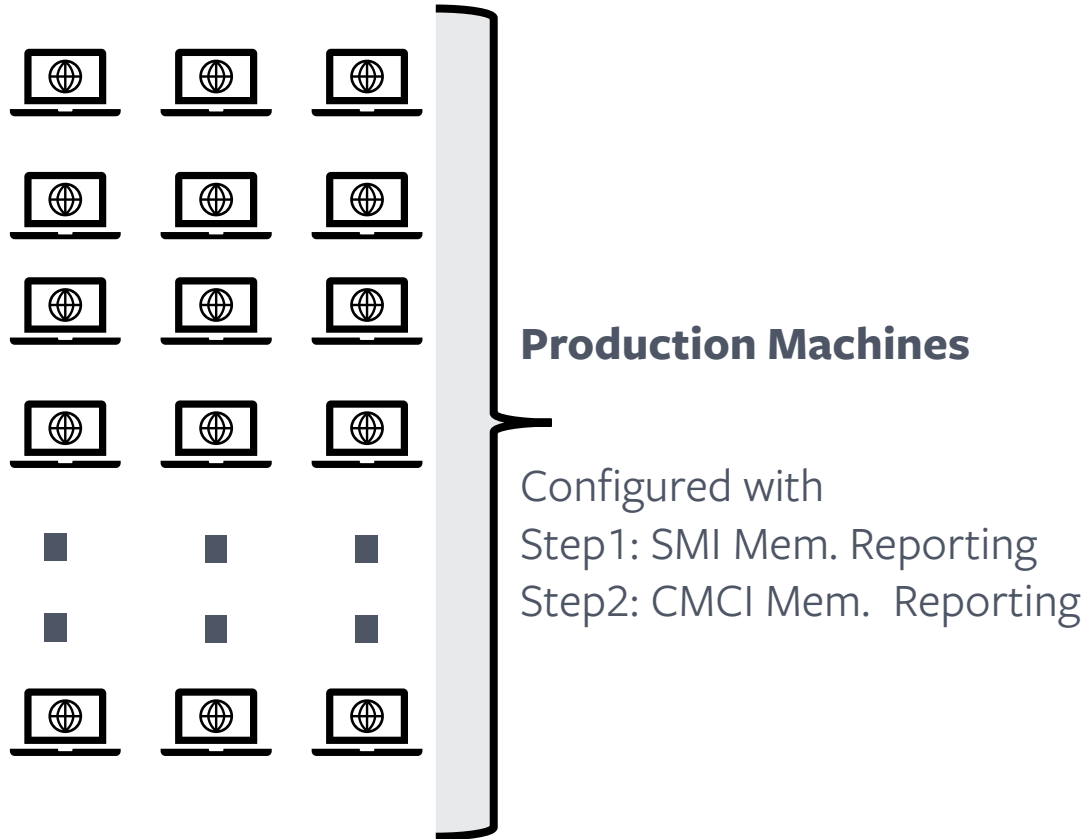 Production Machines
Configured with
Step1: SMI Mem. Reporting
Step2: CMCI Mem.  Reporting